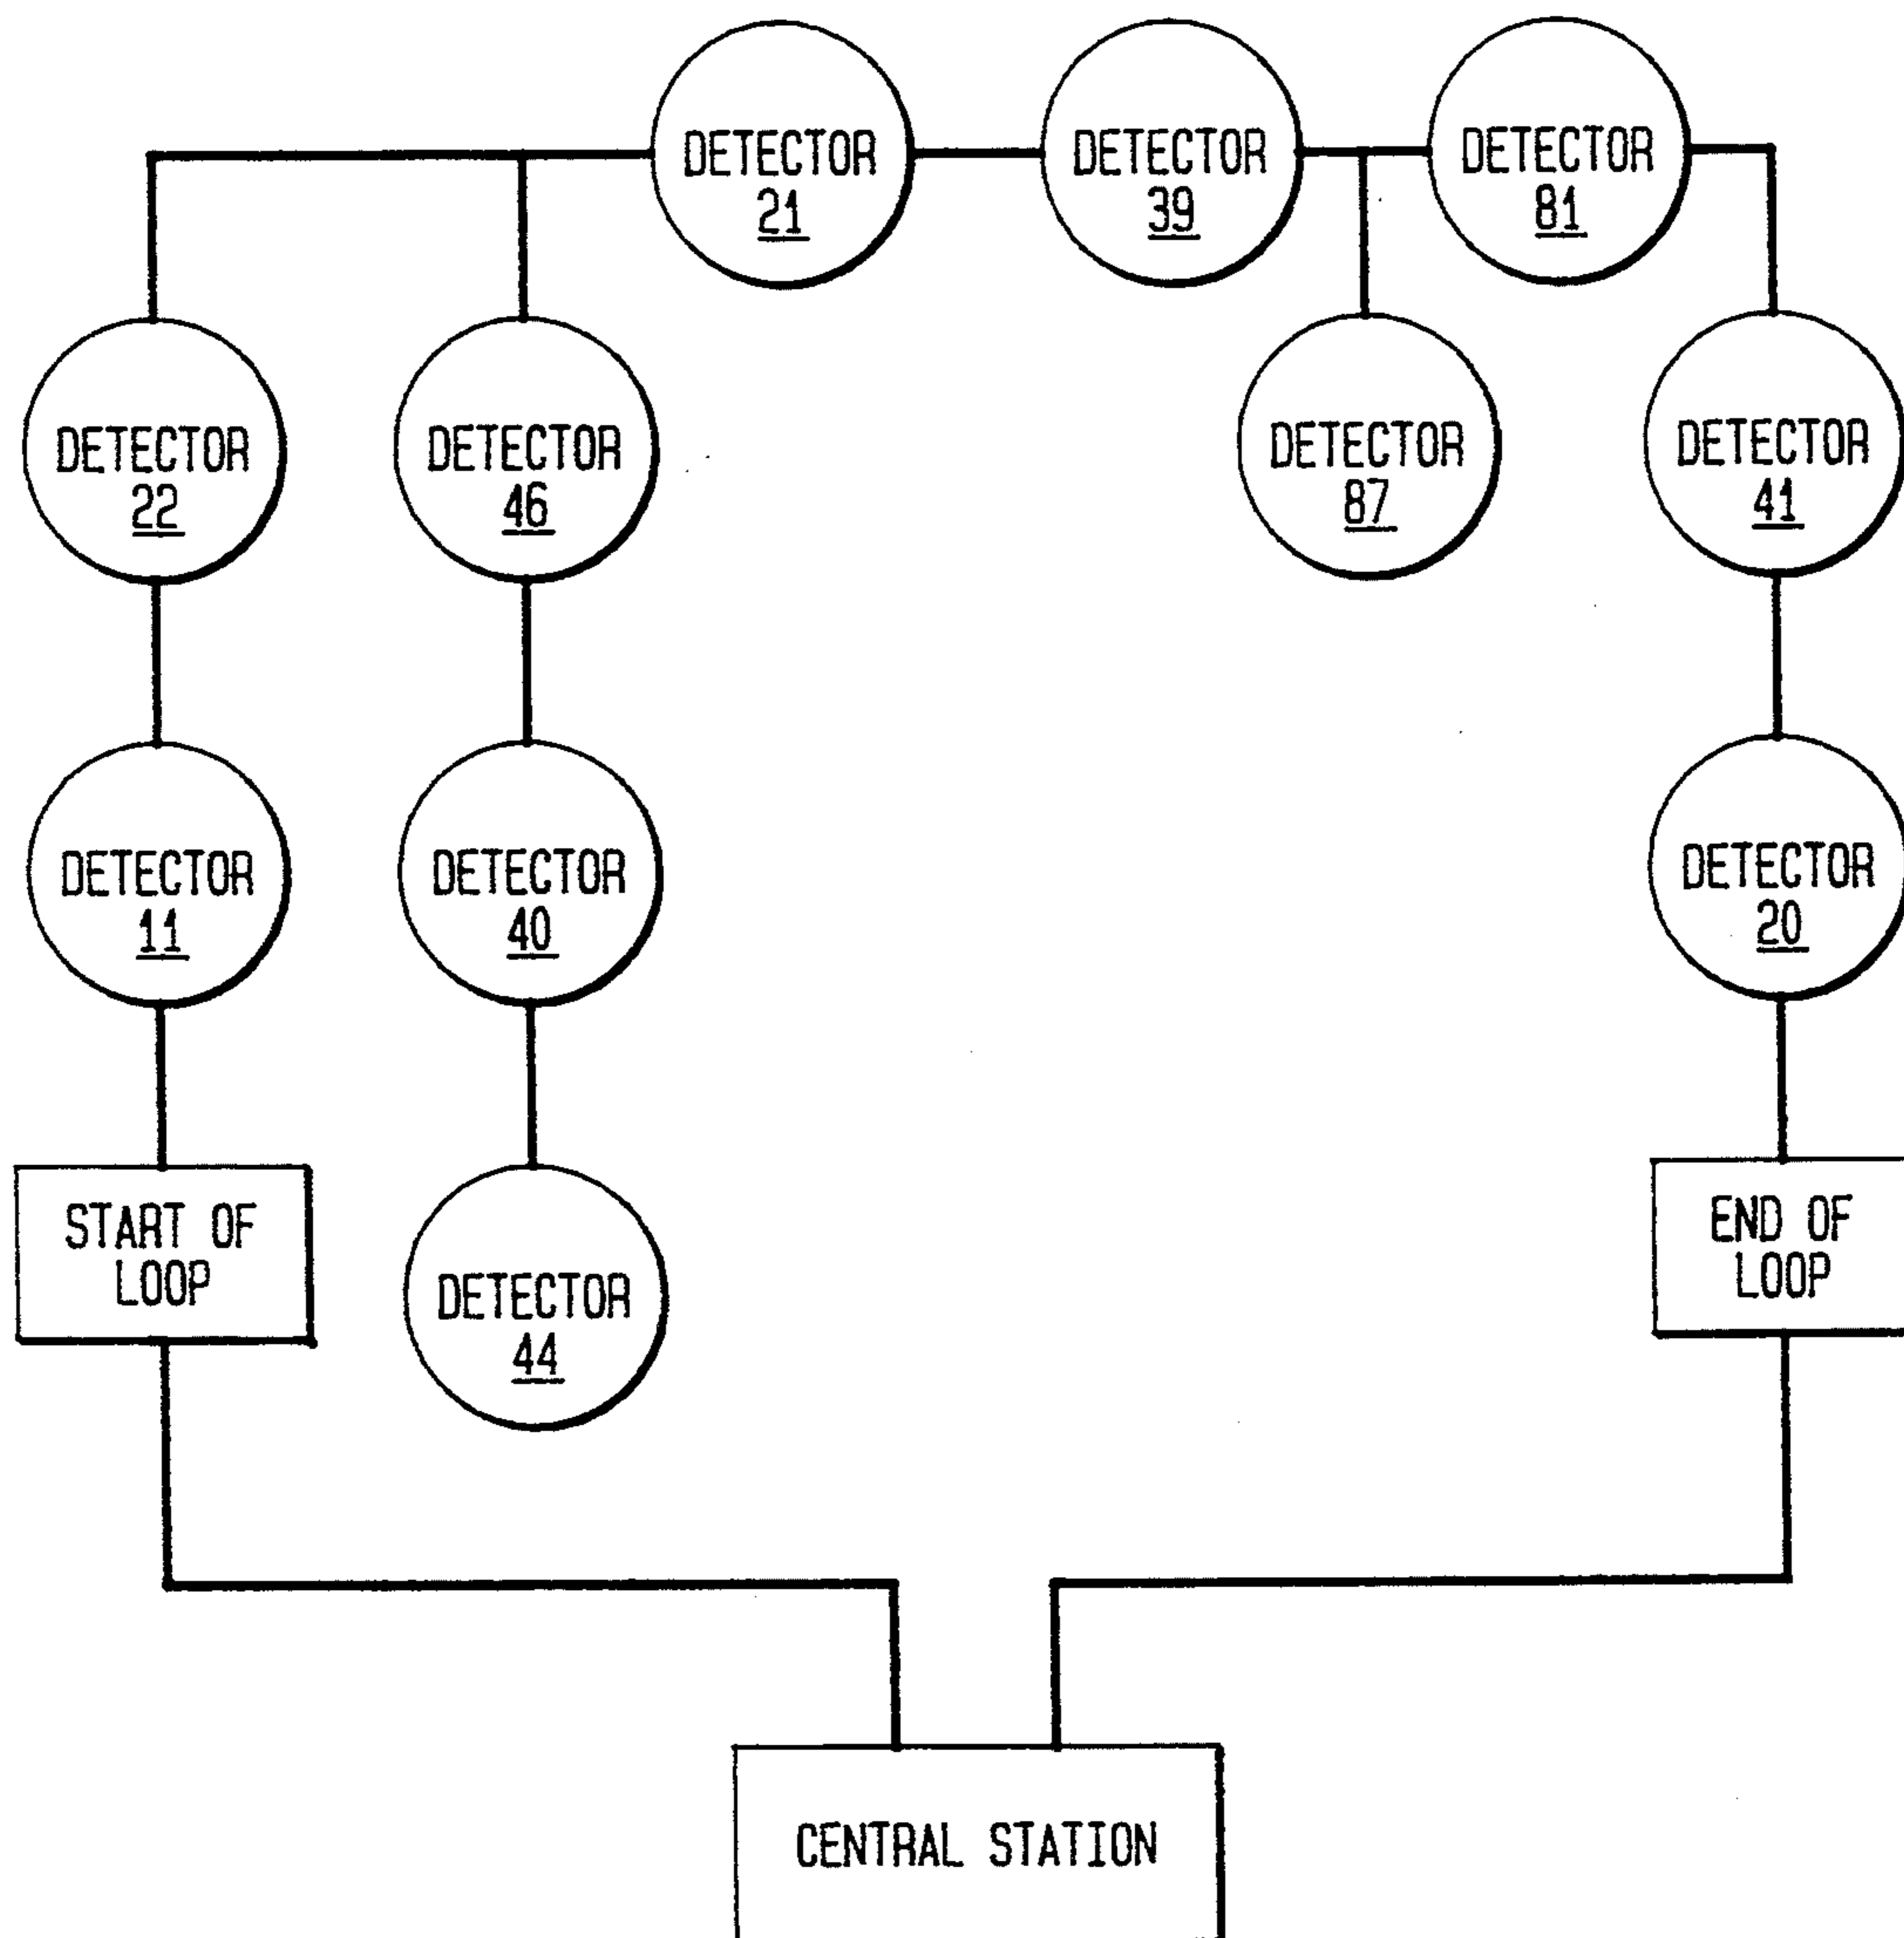 DETECTOR
21
DETECTOR
39
DETECTOR
81
DETECTOR
22
DETECTOR
46
DETECTOR
87
DETECTOR
41
DETECTOR
11
DETECTOR
40
DETECTOR
20
START OF
LOOP
DETECTOR
44
END OF
LOOP
CENTRAL STATION